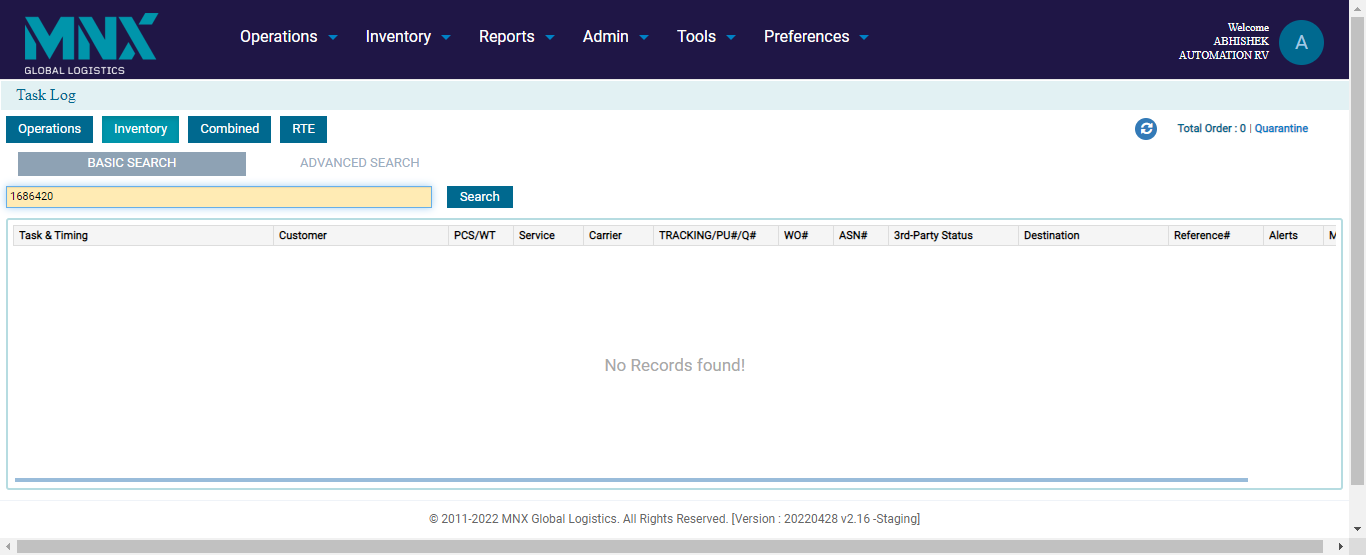 MNX
GLOBAL LOGISTICS
Operations Inventory Reports Admin Tools Preferences
Welcome
ABHISHEK
AUTOMATION RV
A
Task Log
Operations Inventory Combined RTE
Total Order : 0 | Quarantine
BASIC SEARCH ADVANCED SEARCH
1686420 Search
Task & Timing Customer PCS/WT Service Carrier TRACKING/PU#/Q# WO# ASN# 3rd-Party Status Destination Reference# Alerts M
No Records found!
© 2011-2022 MNX Global Logistics. All Rights Reserved. [Version : 20220428 v2.16 -Staging]